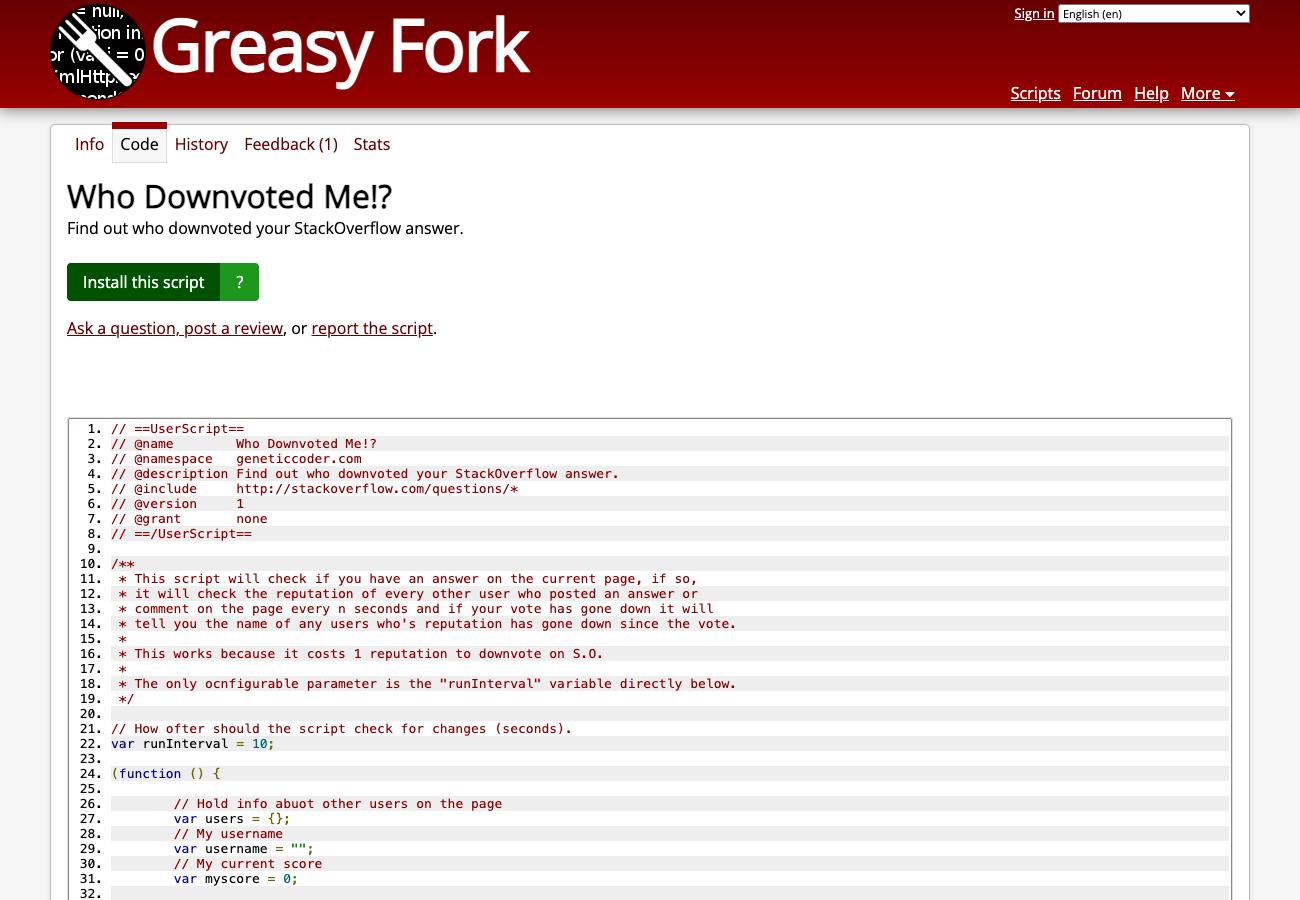 Greasy Fork
Sign in English (en)
Scripts Forum Help More
Info Code History Feedback (1) Stats
Who Downvoted Me!?
Find out who downvoted your StackOverflow answer.
Install this script ?
Ask a question, post a review, or report the script.
1. // ==UserScript==
2. // @name        Who Downvoted Me!?
3. // @namespace   geneticcoder.com
4. // @description Find out who downvoted your StackOverflow answer.
5. // @include     http://stackoverflow.com/questions/*
6. // @version     1
7. // @grant       none
8. // ==/UserScript==
9.
10. /**
11.  * This script will check if you have an answer on the current page, if so,
12.  * it will check the reputation of every other user who posted an answer or
13.  * comment on the page every n seconds and if your vote has gone down it will
14.  * tell you the name of any users who's reputation has gone down since the vote.
15.  *
16.  * This works because it costs 1 reputation to downvote on S.O.
17.  *
18.  * The only ocnfigurable parameter is the "runInterval" variable directly below.
19.  */
20.
21. // How ofter should the script check for changes (seconds).
22. var runInterval = 10;
23.
24. (function () {
25.
26.         // Hold info abuot other users on the page
27.         var users = {};
28.         // My username
29.         var username = "";
30.         // My current score
31.         var myscore = 0;
32.